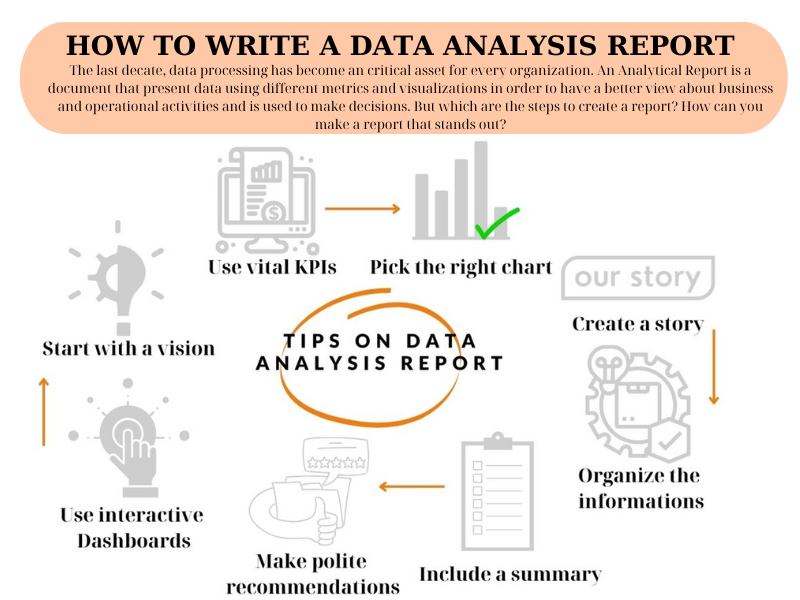 HOW TO WRITE A DATA ANALYSIS REPORT
The last decade, data processing has become an critical asset for every organization. An Analytical Report is a
document that present data using different metrics and visualizations in order to have a better view about business
and operational activities and is used to make decisions. But which are the steps to create a report? How can you
make a report that stands out?
Use vital KPIs
Pick the right chart
our story
Create a story
Start with a vision
TIPS ON DATA
ANALYSIS REPORT
Organize the
informations
Use interactive
Dashboards
Make polite
recommendations
Include a summary